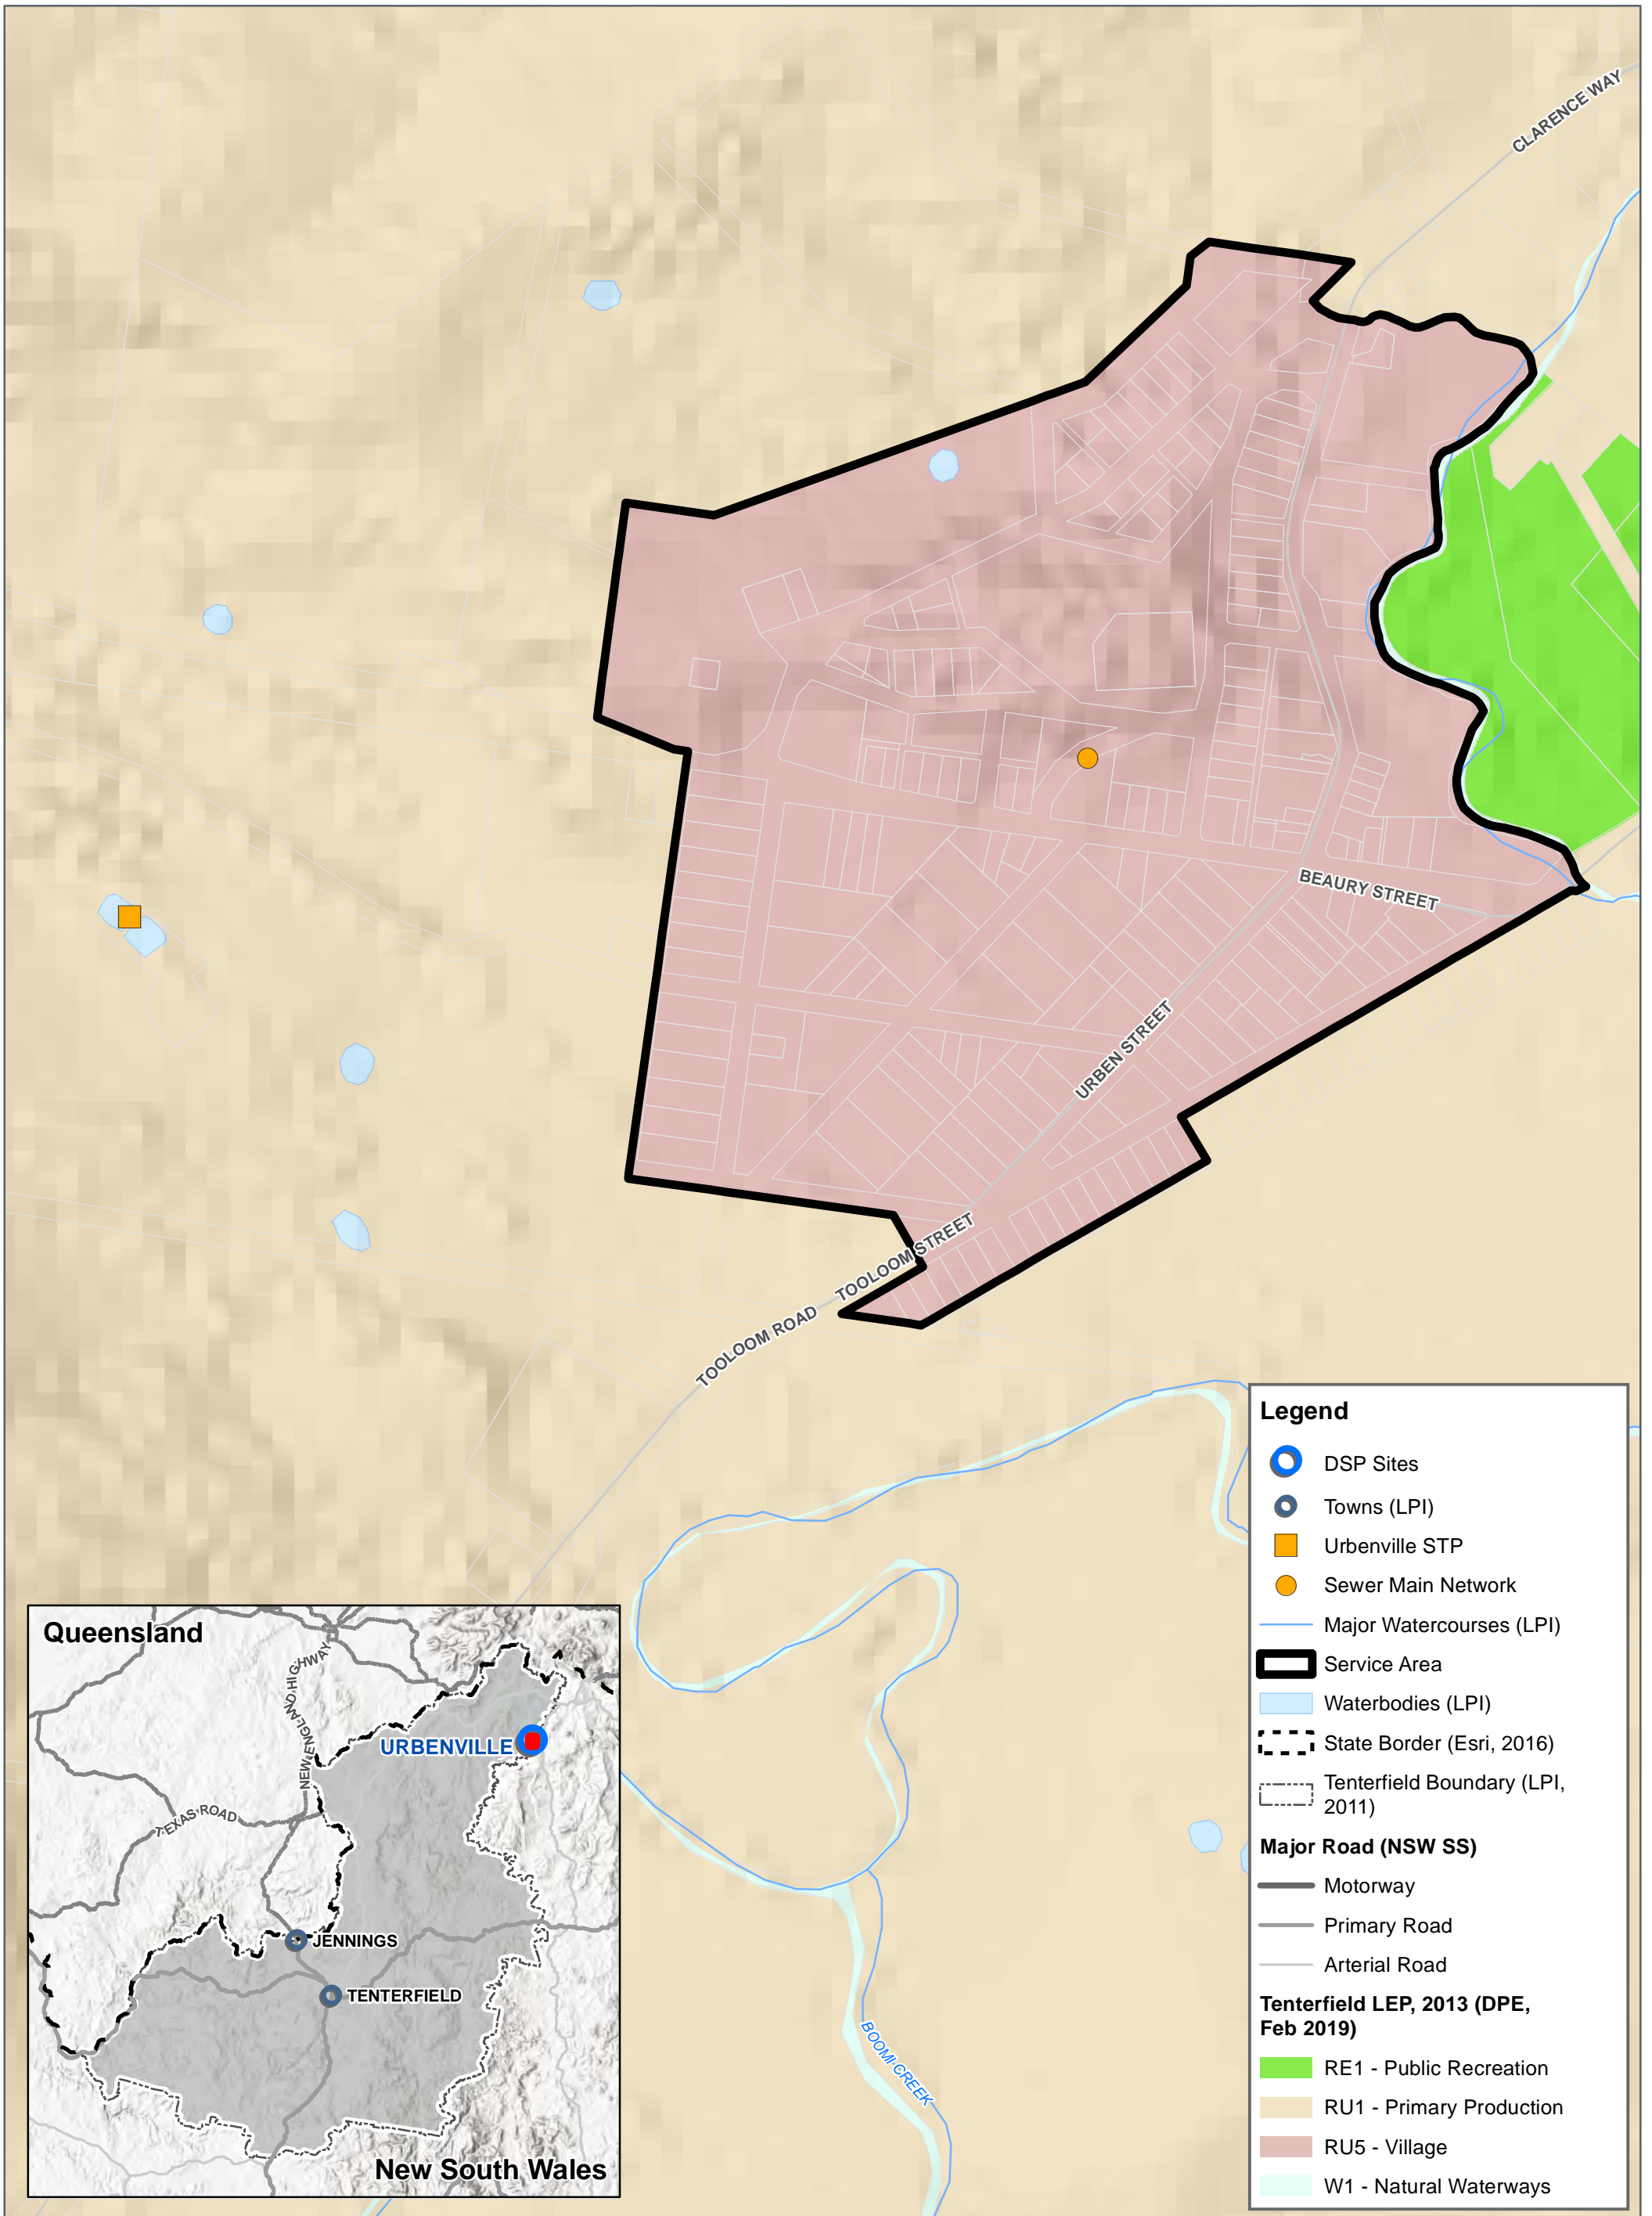 CLARENCE WAY
BEAURY STREET
URBEN STREET
TOOLOOM STREET
TOOLOOM ROAD
BOOMI CREEK
Legend
DSP Sites
Towns (LPI)
Urbenville STP
Sewer Main Network
Major Watercourses (LPI)
Service Area
Waterbodies (LPI)
State Border (Esri, 2016)
Tenterfield Boundary (LPI,
2011)
Major Road (NSW SS)
Motorway
Primary Road
Arterial Road
Tenterfield LEP, 2013 (DPE,
Feb 2019)
RE1 - Public Recreation
RU1 - Primary Production
RU5 - Village
W1 - Natural Waterways
Queensland
NEW ENGLAND HIGHWAY
URBENVILLE
TEXAS ROAD
JENNINGS
TENTERFIELD
New South Wales